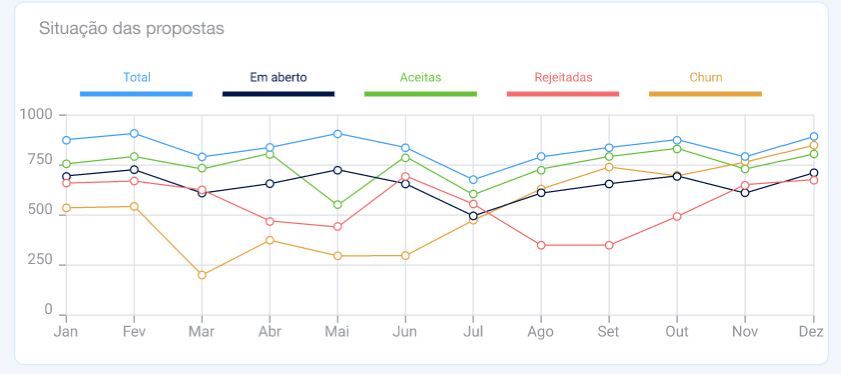 Situação das propostas
Total Em aberto Aceitas Rejeitadas Churn
1000
750
500
250
0
Jan Fev Mar Abr Mai Jun Jul Ago Set Out Nov Dez